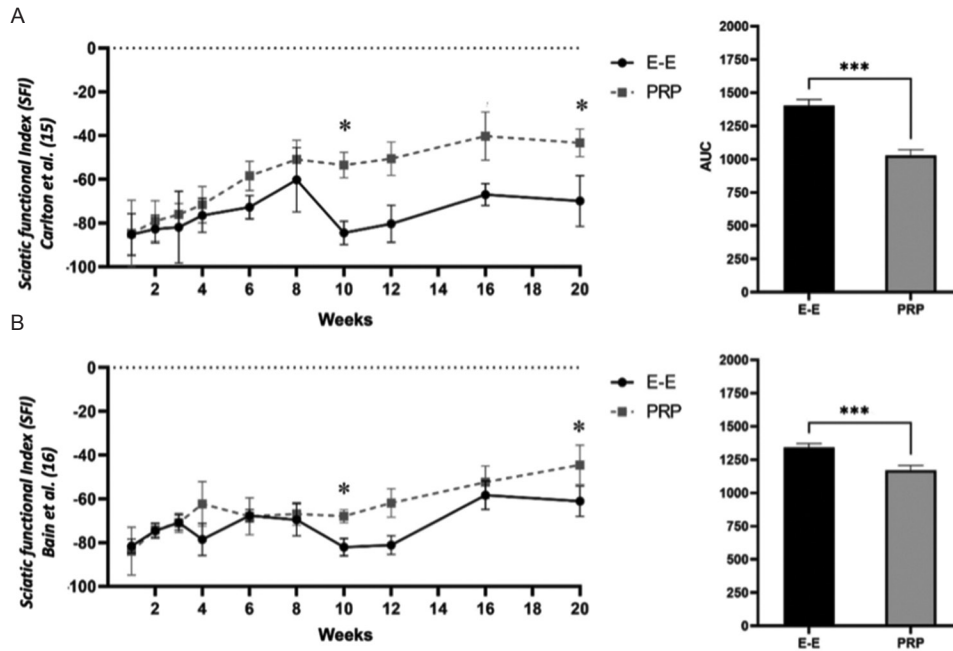 A
Sciatic functional Index (SFI)
Carlton et al. (15)
0
-20
-40
-60
-80
-100
2 4 6 8 10 12 14 16 18 20
Weeks
* *
E-E
PRP
AUC
2000
1750
1500
1250
1000
750
500
250
0
***
E-E PRP
B
Sciatic functional Index (SFI)
Bain et al. (16)
0
-20
-40
-60
-80
-100
2 4 6 8 10 12 14 16 18 20
Weeks
* *
E-E
PRP
2000
1750
1500
1250
1000
750
500
250
0
***
E-E PRP